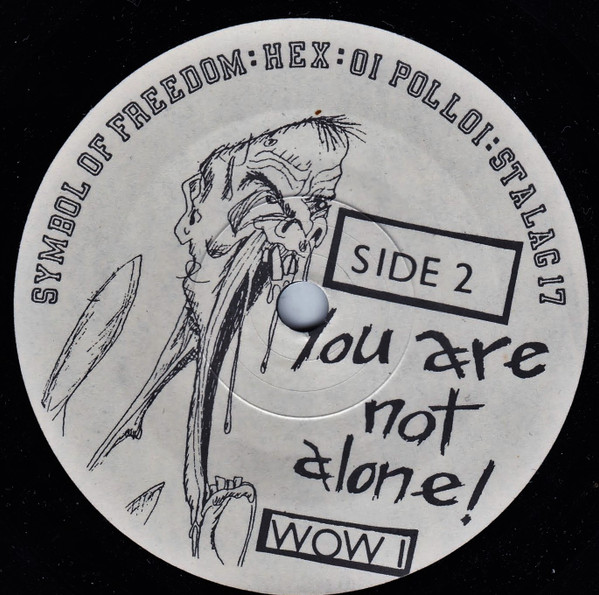 SYMBOL OF FREEDOM:HEX:OI POLLOI:STALAG 17
SIDE 2
You are
not
alone!
WOW 1